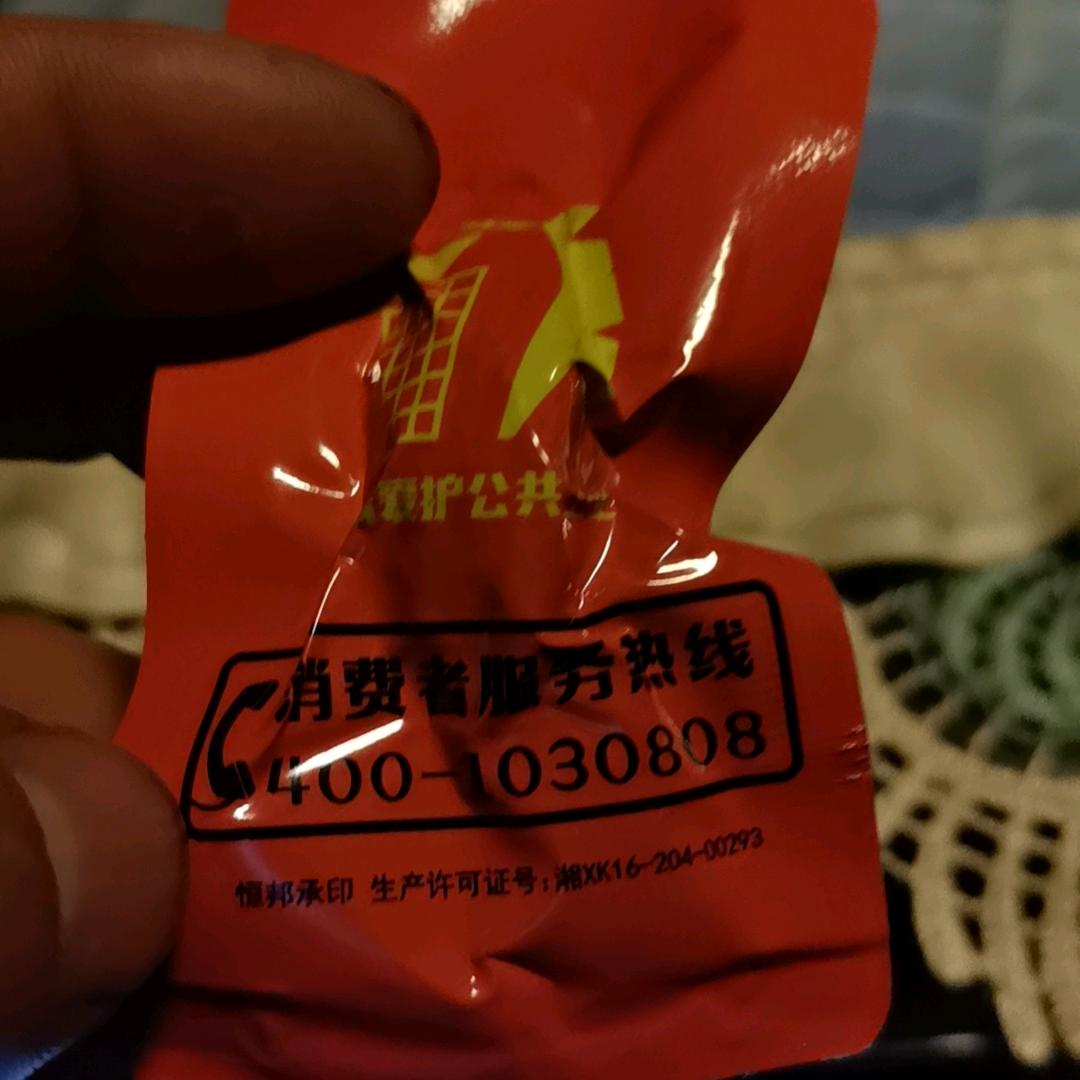 爱护公共
消费者服务热线
400-1030808
恒邦承印 生产许可证号:湘XK16-204-00293